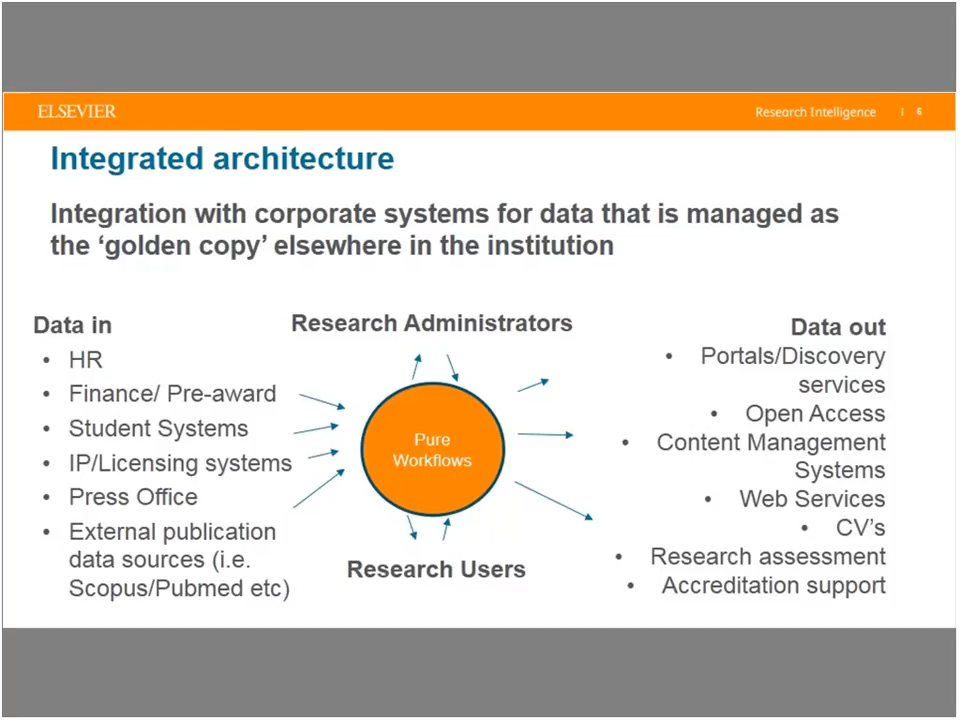 ELSEVIER
Research Intelligence | 6
Integrated architecture
Integration with corporate systems for data that is managed as
the ‘golden copy’ elsewhere in the institution
Data in
• HR
• Finance/ Pre-award
• Student Systems
• IP/Licensing systems
• Press Office
• External publication
data sources (i.e.
Scopus/Pubmed etc)
Research Administrators
Pure
Workflows
Research Users
Data out
• Portals/Discovery
services
• Open Access
• Content Management
Systems
• Web Services
• CV’s
• Research assessment
• Accreditation support